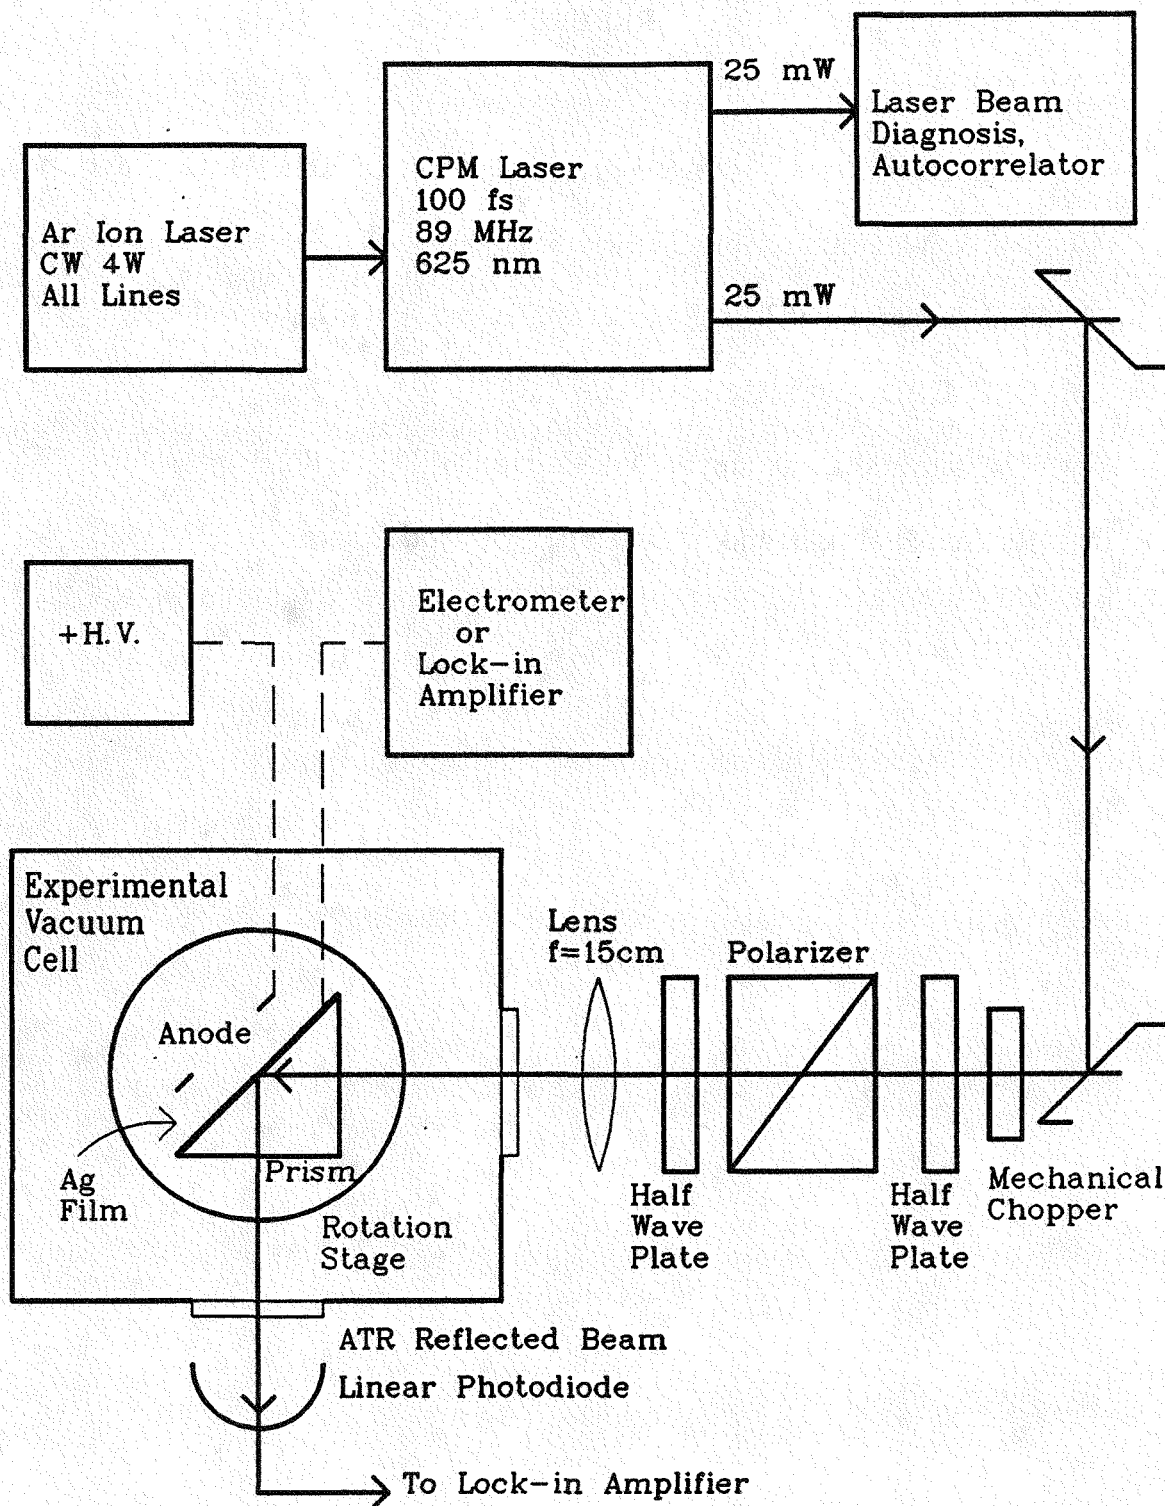 25 mW
Laser Beam
Diagnosis,
Autocorrelator
CPM Laser
100 fs
89 MHz
625 nm
Ar Ion Laser
CW 4W
All Lines
25 mW
+H.V.
Electrometer
or
Lock-in
Amplifier
Experimental
Vacuum
Cell
Lens
f=15cm
Polarizer
Anode
Ag
Film
Prism
Rotation
Stage
Half
Wave
Plate
Half
Wave
Plate
Mechanical
Chopper
ATR Reflected Beam
Linear Photodiode
To Lock-in Amplifier